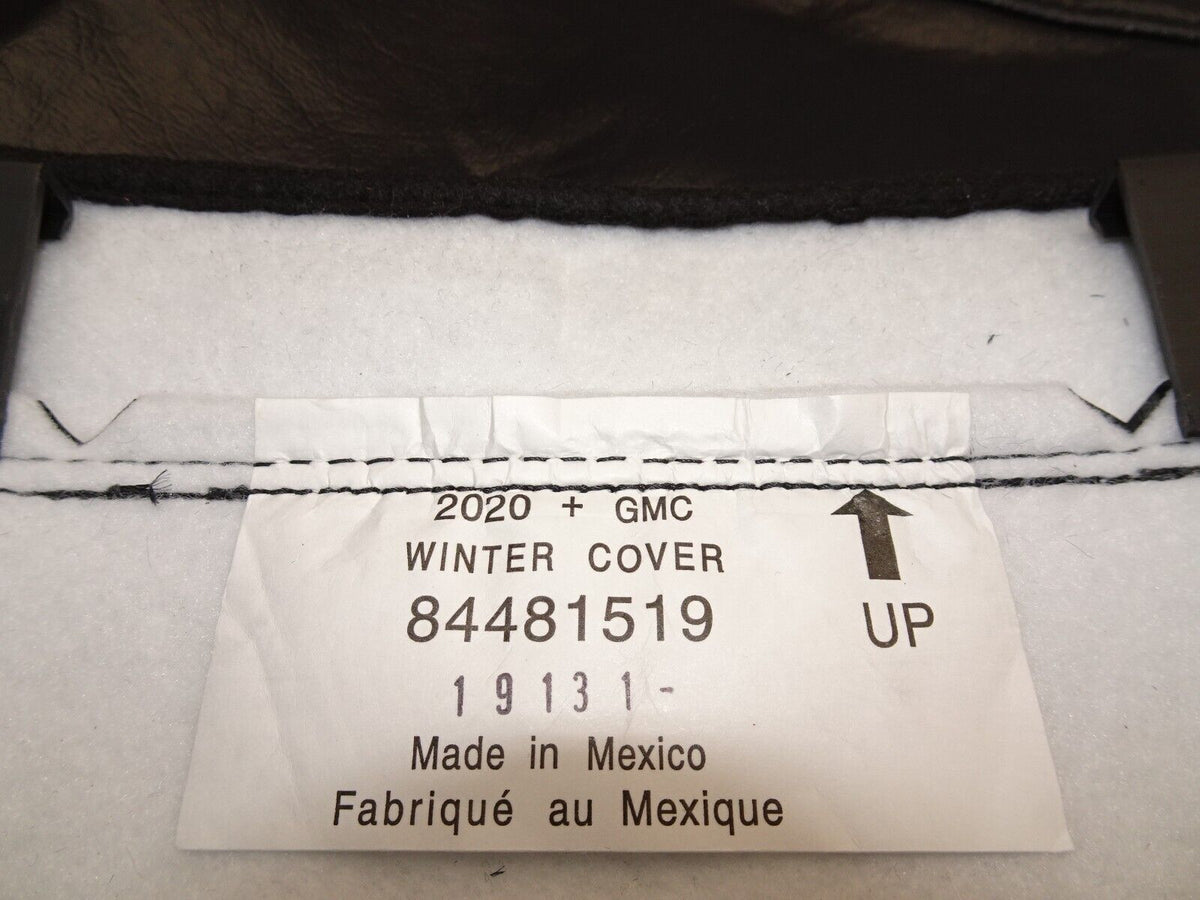 2020 + GMC
WINTER COVER
84481519
UP
19131-
Made in Mexico
Fabriqué au Mexique